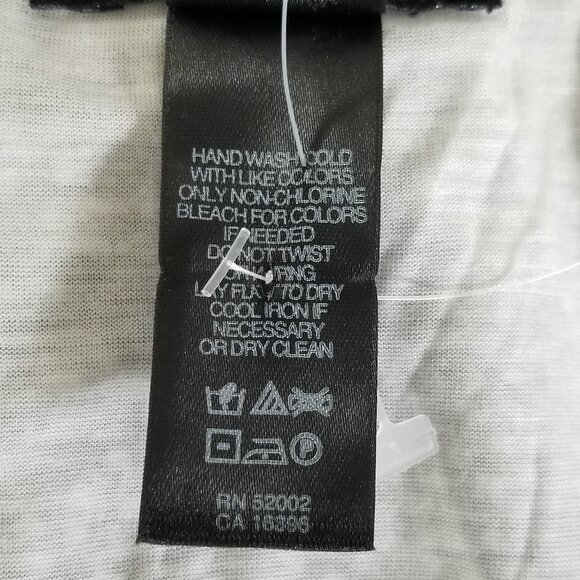 HAND WASH COLD
WITH LIKE COLORS
ONLY NON-CHLORINE
BLEACH FOR COLORS
IF NEEDED
DO NOT TWIST
OR WRING
LAY FLAT TO DRY
COOL IRON IF
NECESSARY
OR DRY CLEAN
P
RN 52002
CA 16396